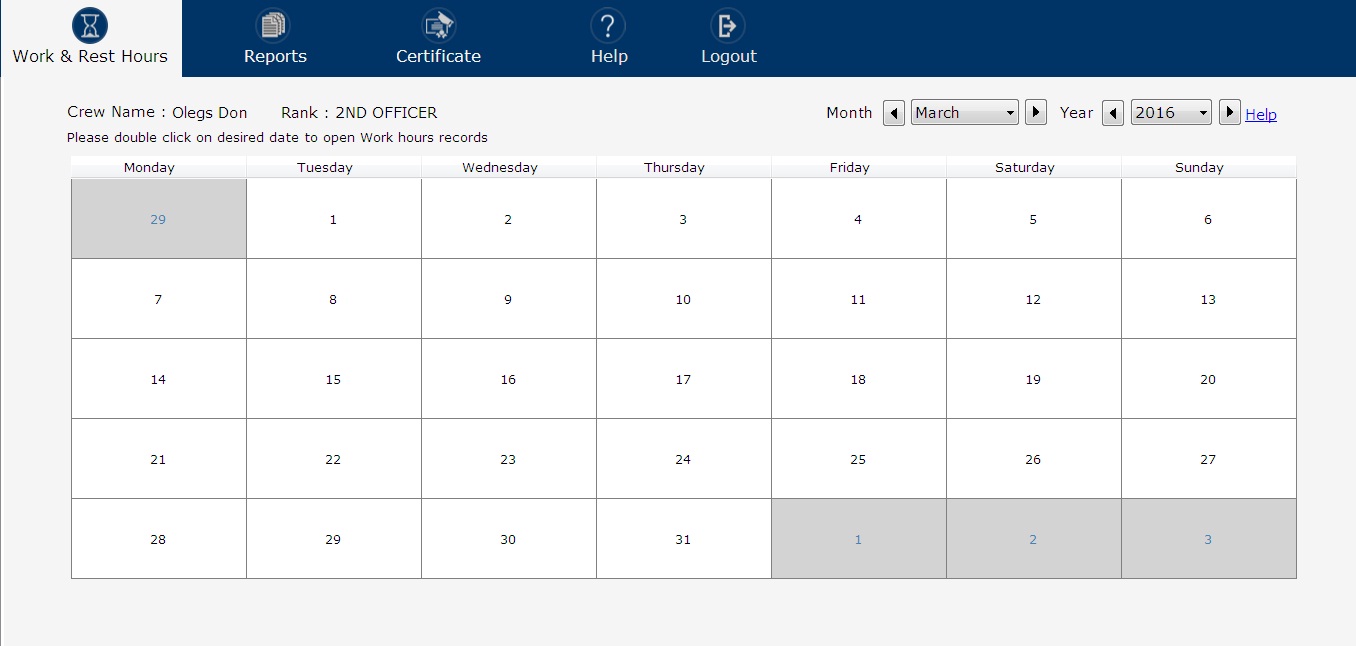 Work & Rest Hours Reports Certificate Help Logout
Crew Name : Olegs Don Rank : 2ND OFFICER Month March Year 2016 Help
Please double click on desired date to open Work hours records
Monday Tuesday Wednesday Thursday Friday Saturday Sunday
29 1 2 3 4 5 6
7 8 9 10 11 12 13
14 15 16 17 18 19 20
21 22 23 24 25 26 27
28 29 30 31 1 2 3